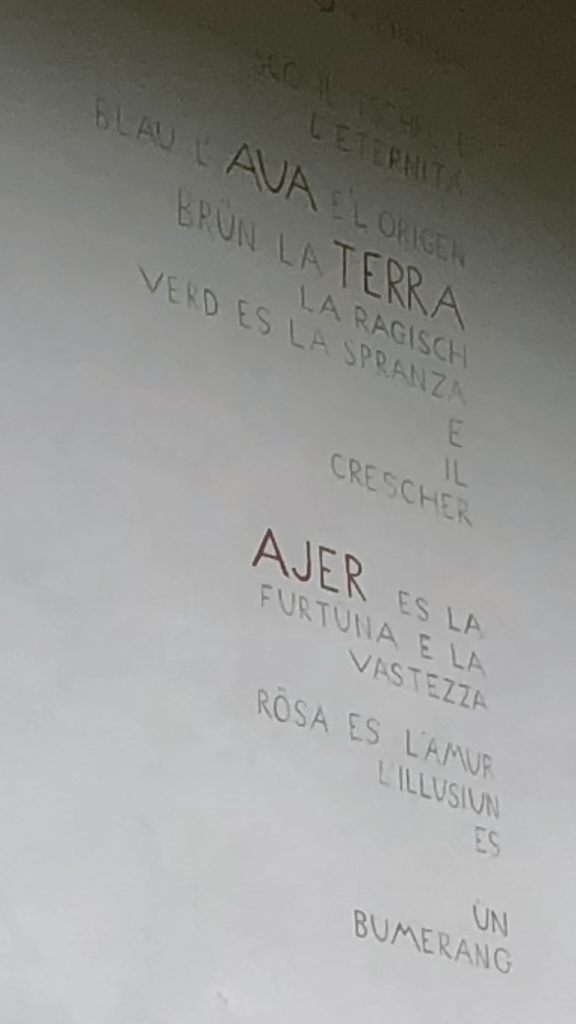 L'ETERNITA
BLAU L'AUA E L'ORIGEN
BRÜN LA TERRA
LA RAGISCH
VERD ES LA SPRANZA
E
IL
CRESCHER
AJER ES LA
FURTÜNA E LA
VASTEZZA
RÖSA ES L'AMUR
L'ILLUSIUN
ES
ÜN
BUMERANG